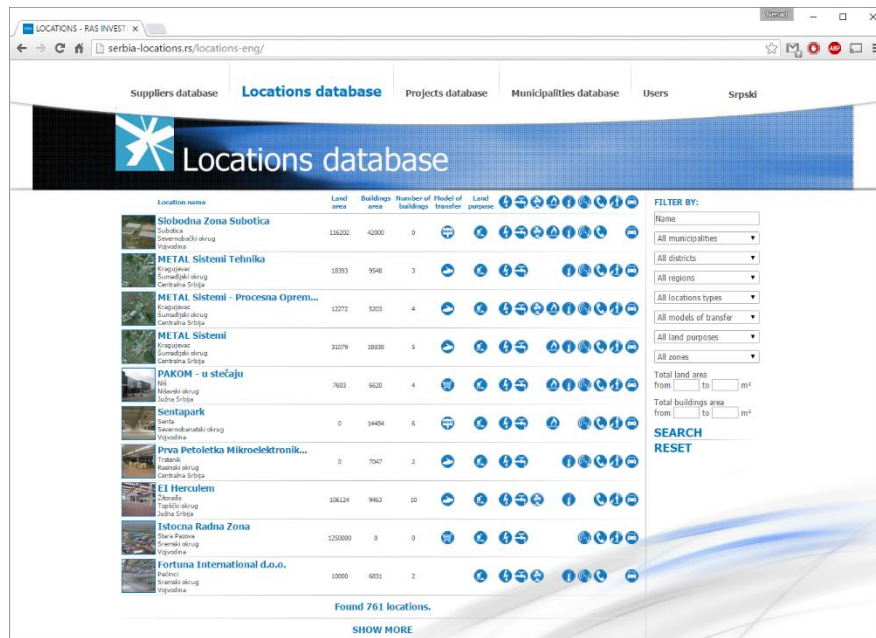 Nemanja
LOCATIONS - RAS INVESTI
serbia-locations.rs/locations-eng/
ABP
Suppliers database Locations database Projects database Municipalities database Users Srpski
Locations database
Location name Land area Buildings area Number of buildings Model of transfer Land purpose
Slobodna Zona Subotica
Subotica
Severnobački okrug
Vojvodina
116202 42000 0
METAL Sistemi Tehnika
Kragujevac
Šumadijski okrug
Centralna Srbija
18393 9548 3
METAL Sistemi - Procesna Oprem...
Kragujevac
Šumadijski okrug
Centralna Srbija
12272 5203 4
METAL Sistemi
Kragujevac
Šumadijski okrug
Centralna Srbija
31079 5
PAKOM - u stečaju
Niš
Nišavski okrug
Južna Srbija
7603 6620 4
Sentapark
Senta
Severnobanatski okrug
Vojvodina
0 14484 6
Prva Petoletka Mikroelektronik...
Trstenik
Rasinski okrug
Centralna Srbija
0 7047 2
EI Herculem
Žitorađa
Toplički okrug
Južna Srbija
106124 9463 10
Istocna Radna Zona
Stara Pazova
Sremski okrug
Vojvodina
1250000 0 0
Fortuna International d.o.o.
Pećinci
Sremski okrug
Vojvodina
10000 6831 2
Found 761 locations.
SHOW MORE
FILTER BY:
Name
All municipalities
All districts
All regions
All locations types
All models of transfer
All land purposes
All zones
Total land area
from to m²
Total buildings area
from to m²
SEARCH
RESET